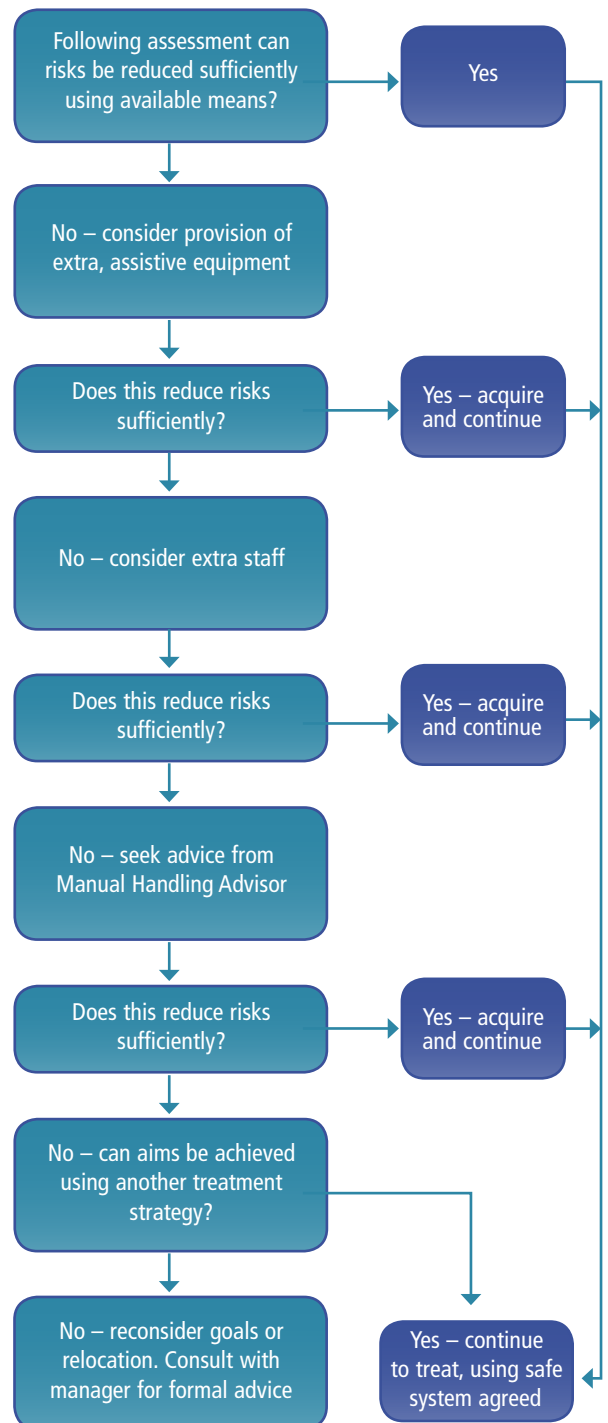 Following assessment can
risks be reduced sufficiently
using available means?
Yes
No – consider provision of
extra, assistive equipment
Does this reduce risks
sufficiently?
Yes – acquire
and continue
No – consider extra staff
Does this reduce risks
sufficiently?
Yes – acquire
and continue
No – seek advice from
Manual Handling Advisor
Does this reduce risks
sufficiently?
Yes – acquire
and continue
No – can aims be achieved
using another treatment
strategy?
No – reconsider goals or
relocation. Consult with
manager for formal advice
Yes – continue
to treat, using safe
system agreed